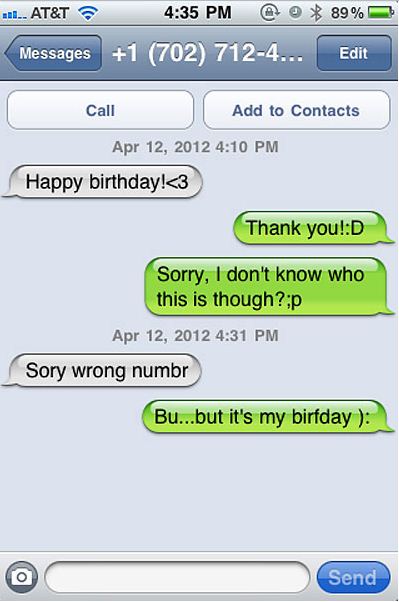 AT&T 4:35 PM 89%
Messages +1 (702) 712-4... Edit
Call Add to Contacts
Apr 12, 2012 4:10 PM
Happy birthday!<3
Thank you!:D
Sorry, I don't know who
this is though?;p
Apr 12, 2012 4:31 PM
Sory wrong numbr
Bu...but it's my birfday ):
Send